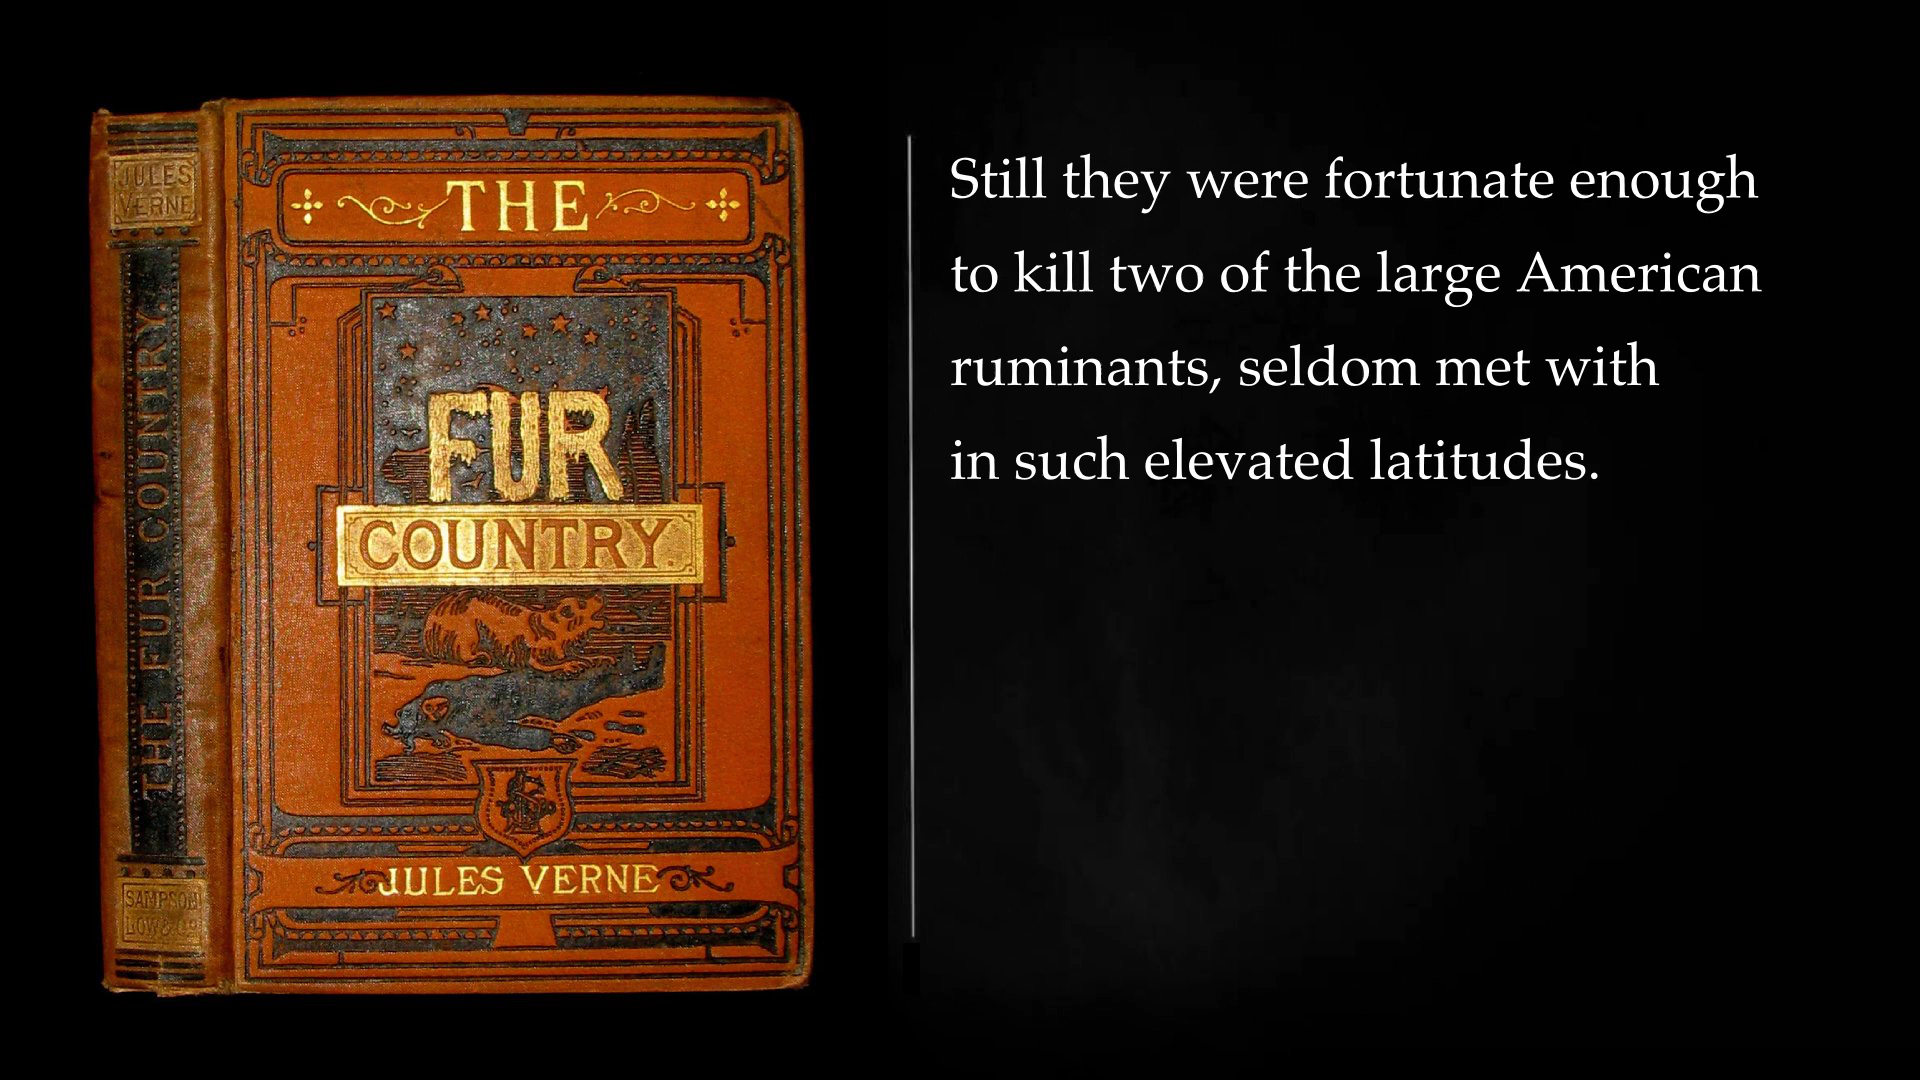 JULES
VERNE
THE FUR COUNTRY.
SAMPSON
LOW & Co
THE
FUR
COUNTRY.
JULES VERNE
Still they were fortunate enough
to kill two of the large American
ruminants, seldom met with
in such elevated latitudes.